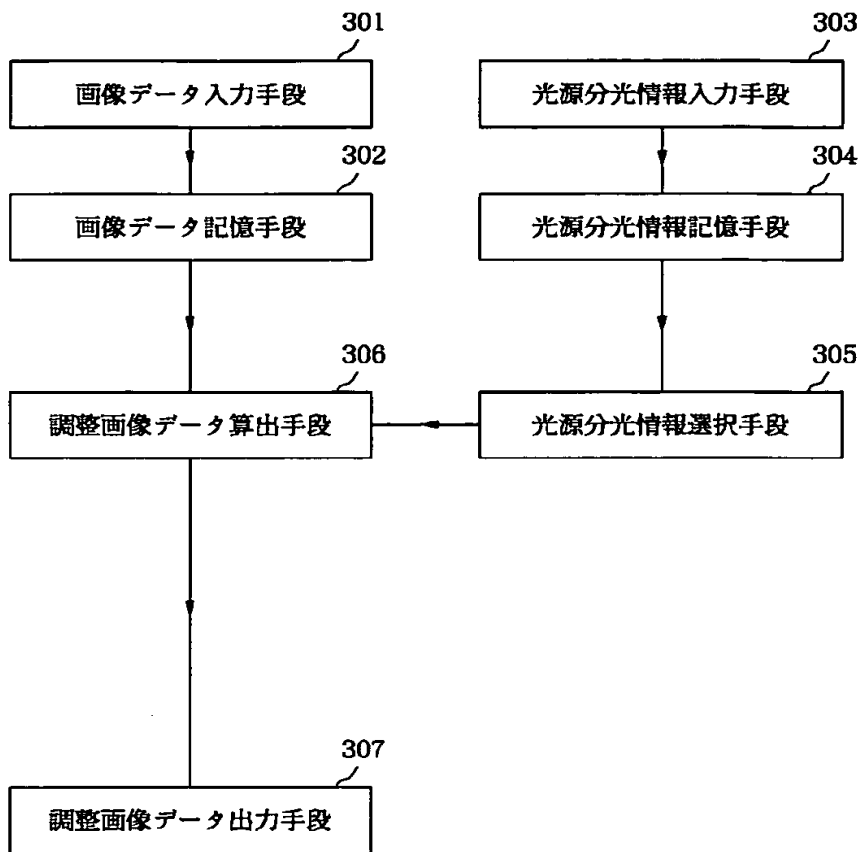 301
画像データ入力手段
303
光源分光情報入力手段
302
画像データ記憶手段
304
光源分光情報記憶手段
306
調整画像データ算出手段
305
光源分光情報選択手段
307
調整画像データ出力手段